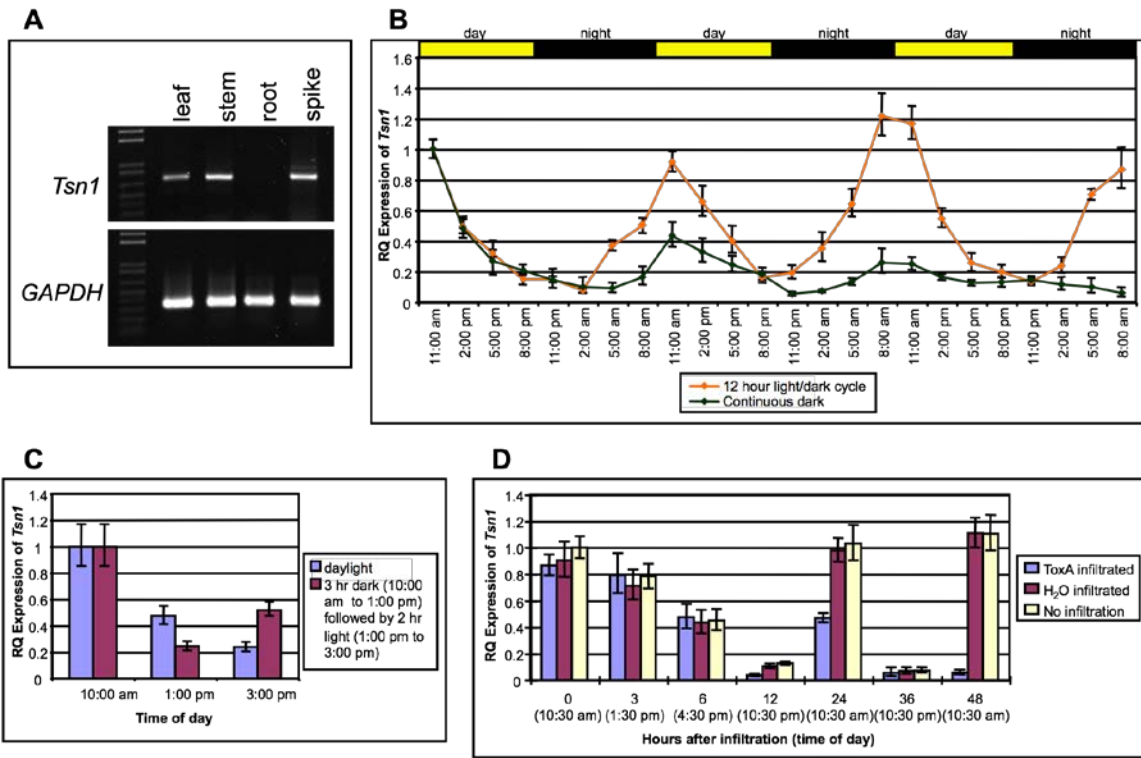 A
leaf
stem
root
spike
Tsn1
GAPDH
B
day night day night day night
RQ Expression of Tsn1
1.6
1.4
1.2
1
0.8
0.6
0.4
0.2
0
11:00 am
2:00 pm
5:00 pm
8:00 pm
11:00 pm
2:00 am
5:00 am
8:00 am
11:00 am
2:00 pm
5:00 pm
8:00 pm
11:00 pm
2:00 am
5:00 am
8:00 am
11:00 am
2:00 pm
5:00 pm
8:00 pm
11:00 pm
2:00 am
5:00 am
8:00 am
12 hour light/dark cycle
Continuous dark
C
RQ Expression of Tsn1
1.4
1.2
1
0.8
0.6
0.4
0.2
0
10:00 am 1:00 pm 3:00 pm
Time of day
daylight
3 hr dark (10:00
am to 1:00 pm)
followed by 2 hr
light (1:00 pm to
3:00 pm)
D
RQ Expression of Tsn1
1.4
1.2
1
0.8
0.6
0.4
0.2
0
0 3 6 12 24 36 48
(10:30 am) (1:30 pm) (4:30 pm) (10:30 pm) (10:30 am) (10:30 pm) (10:30 am)
Hours after infiltration (time of day)
ToxA infiltrated
H₂O infiltrated
No infiltration